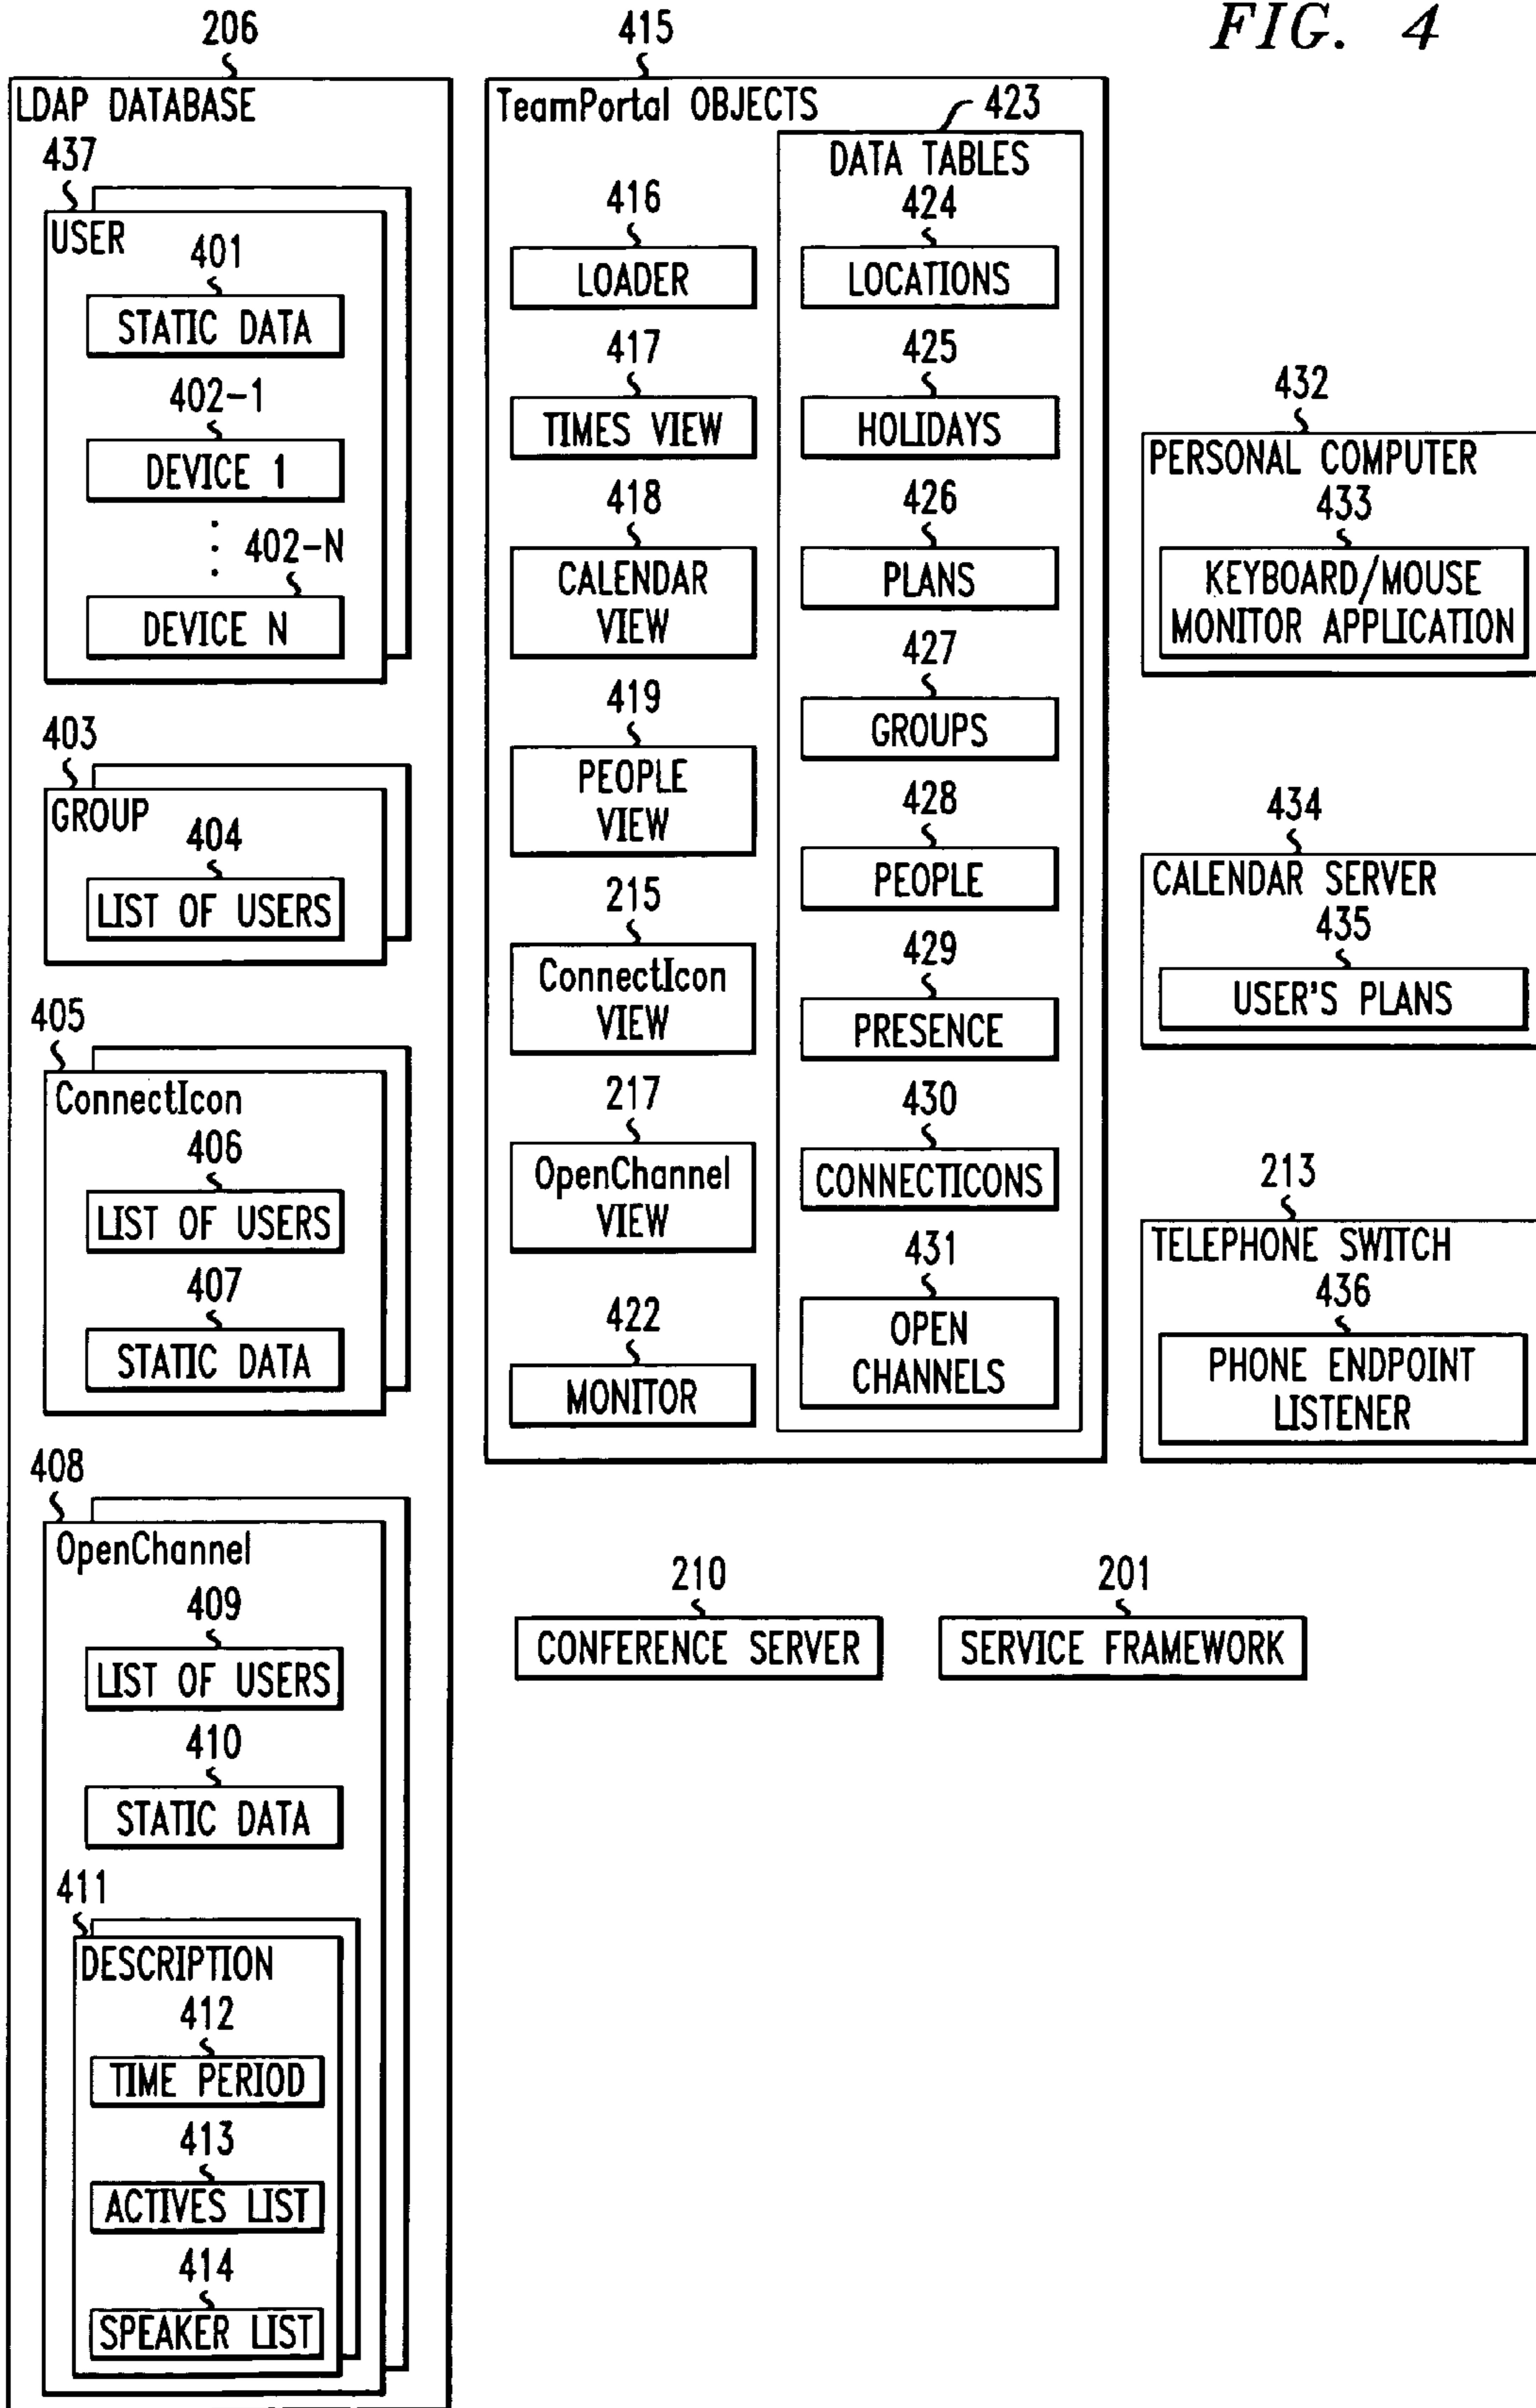 FIG. 4
206
LDAP DATABASE
437
USER
401
STATIC DATA
402-1
DEVICE 1
402-N
DEVICE N
403
GROUP
404
LIST OF USERS
405
ConnectIcon
406
LIST OF USERS
407
STATIC DATA
408
OpenChannel
409
LIST OF USERS
410
STATIC DATA
411
DESCRIPTION
412
TIME PERIOD
413
ACTIVES LIST
414
SPEAKER LIST
415
TeamPortal OBJECTS
416
LOADER
417
TIMES VIEW
418
CALENDAR
VIEW
419
PEOPLE
VIEW
215
ConnectIcon
VIEW
217
OpenChannel
VIEW
422
MONITOR
423
DATA TABLES
424
LOCATIONS
425
HOLIDAYS
426
PLANS
427
GROUPS
428
PEOPLE
429
PRESENCE
430
CONNECTICONS
431
OPEN
CHANNELS
432
PERSONAL COMPUTER
433
KEYBOARD/MOUSE
MONITOR APPLICATION
434
CALENDAR SERVER
435
USER'S PLANS
213
TELEPHONE SWITCH
436
PHONE ENDPOINT
LISTENER
210
CONFERENCE SERVER
201
SERVICE FRAMEWORK